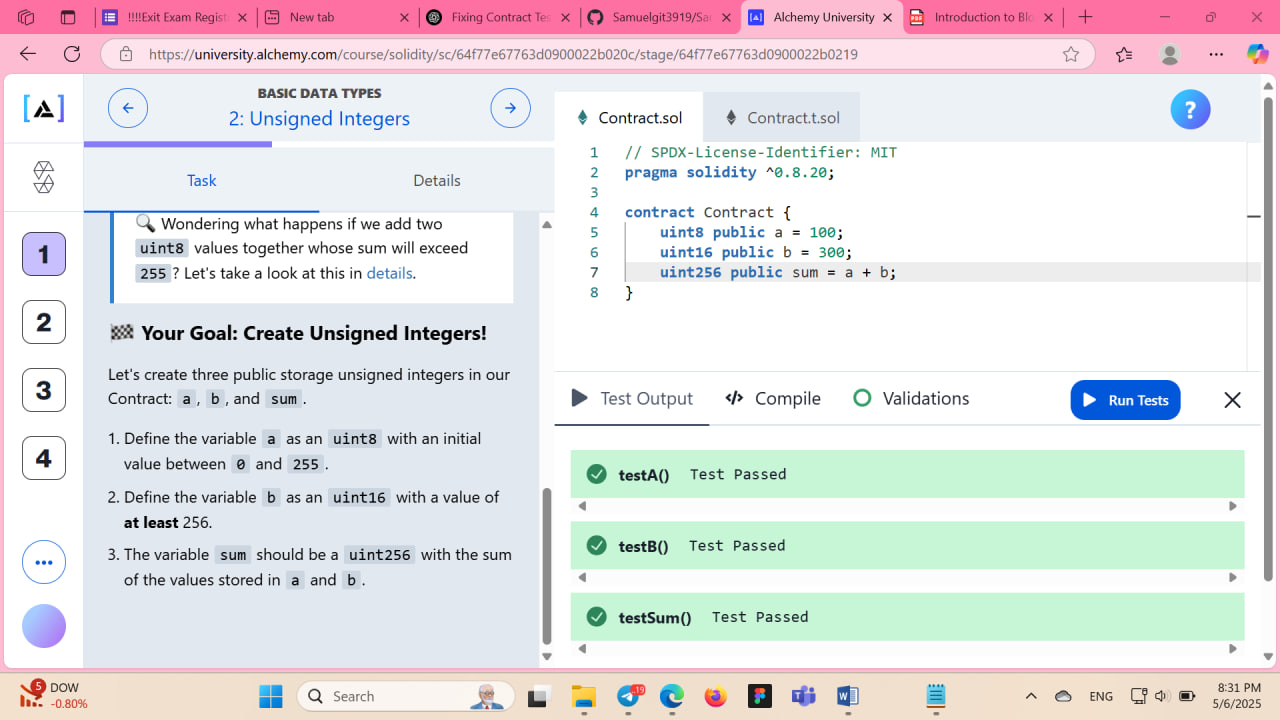 !!!!Exit Exam Regist
New tab
Fixing Contract Tes
Samuelgit3919/Sa
Alchemy University
Introduction to Blo
https://university.alchemy.com/course/solidity/sc/64f77e67763d0900022b020c/stage/64f77e67763d0900022b0219
BASIC DATA TYPES
2: Unsigned Integers
Task
Details
1
2
3
4
🔍 Wondering what happens if we add two
uint8 values together whose sum will exceed
255 ? Let's take a look at this in details.
🏁 Your Goal: Create Unsigned Integers!
Let's create three public storage unsigned integers in our
Contract: a , b , and sum .
1. Define the variable a as an uint8 with an initial
value between 0 and 255 .
2. Define the variable b as an uint16 with a value of
at least 256.
3. The variable sum should be a uint256 with the sum
of the values stored in a and b .
Contract.sol
Contract.t.sol
?
1 // SPDX-License-Identifier: MIT
2 pragma solidity ^0.8.20;
3
4 contract Contract {
5 uint8 public a = 100;
6 uint16 public b = 300;
7 uint256 public sum = a + b;
8 }
Test Output
Compile
Validations
Run Tests
testA() Test Passed
testB() Test Passed
testSum() Test Passed
5
DOW
-0.80%
Search
19
ENG
8:31 PM
5/6/2025